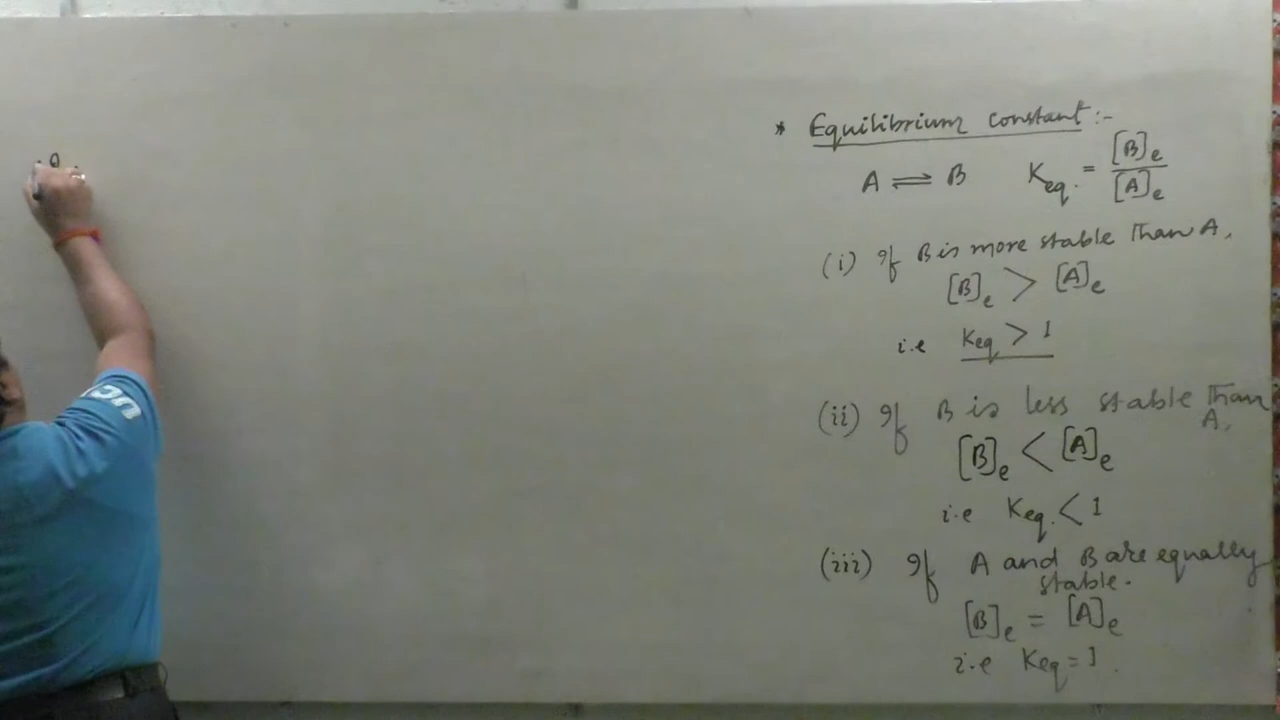 * Equilibrium constant :-
A ⇌ B Keq. = [B]e / [A]e
(i) If B is more stable than A,
[B]e > [A]e
i.e Keq > 1
(ii) If B is less stable than
A,
[B]e < [A]e
i.e Keq. < 1
(iii) If A and B are equally
stable.
[B]e = [A]e
i.e Keq = 1.